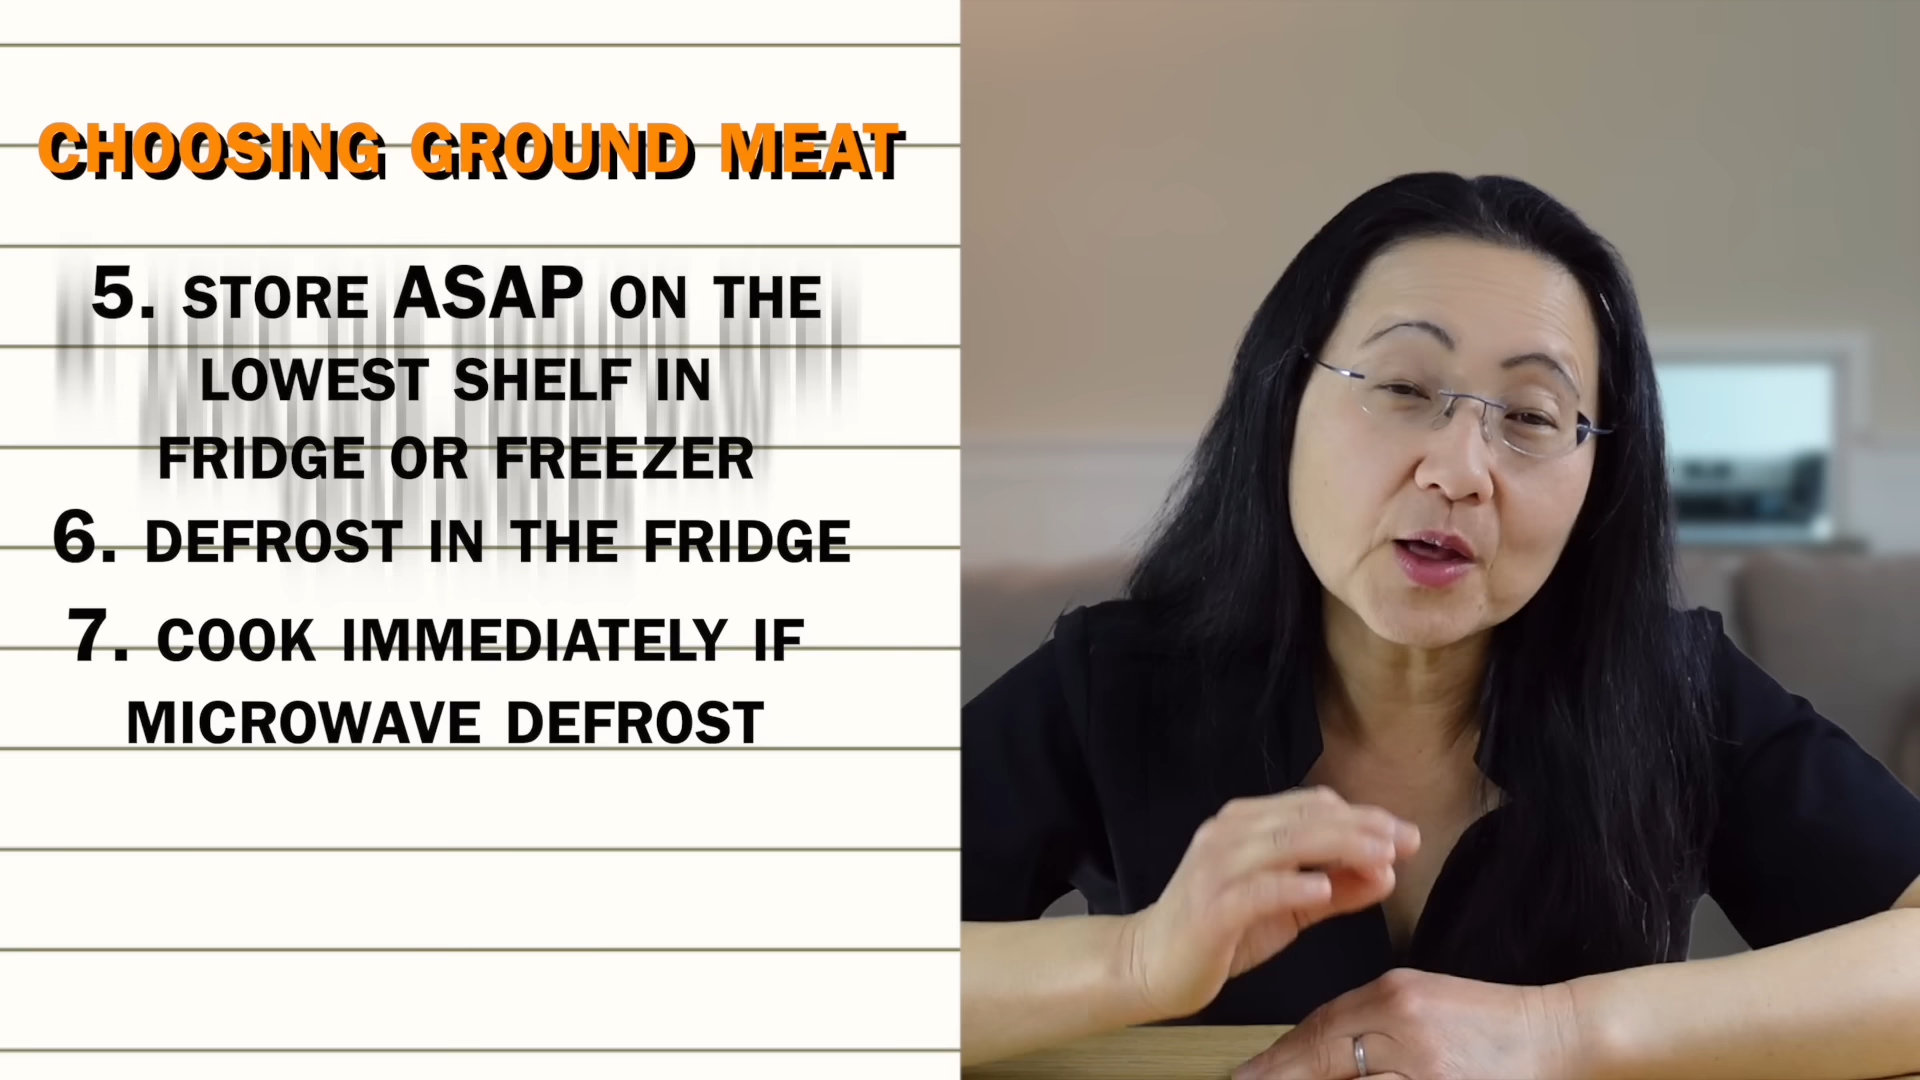 CHOOSING GROUND MEAT
5. STORE ASAP ON THE
LOWEST SHELF IN
FRIDGE OR FREEZER
6. DEFROST IN THE FRIDGE
7. COOK IMMEDIATELY IF
MICROWAVE DEFROST